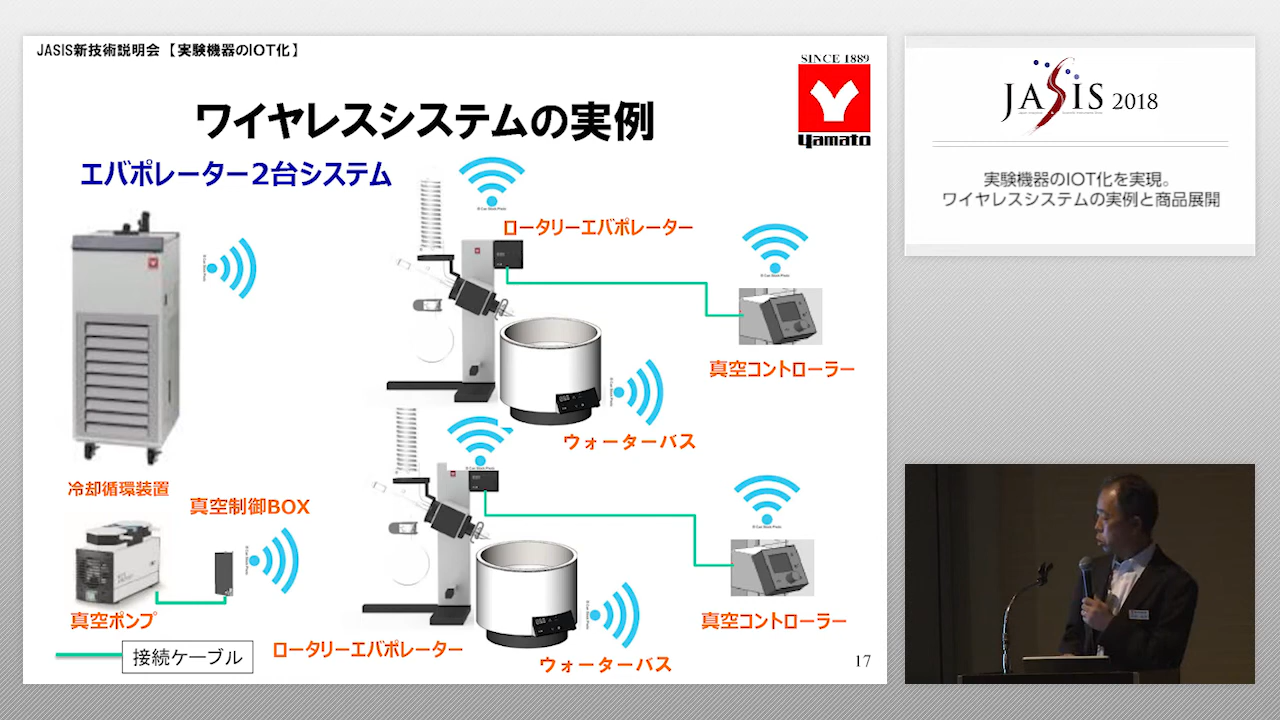 JASIS新技術説明会 【実験機器のIOT化】
SINCE 1889
yamato
ワイヤレスシステムの実例
エバポレーター2台システム
ロータリーエバポレーター
真空コントローラー
ウォーターバス
冷却循環装置
真空制御BOX
真空ポンプ
ロータリーエバポレーター
真空コントローラー
ウォーターバス
接続ケーブル
17
JASIS 2018
実験機器のIOT化を実現。
ワイヤレスシステムの実例と商品展開